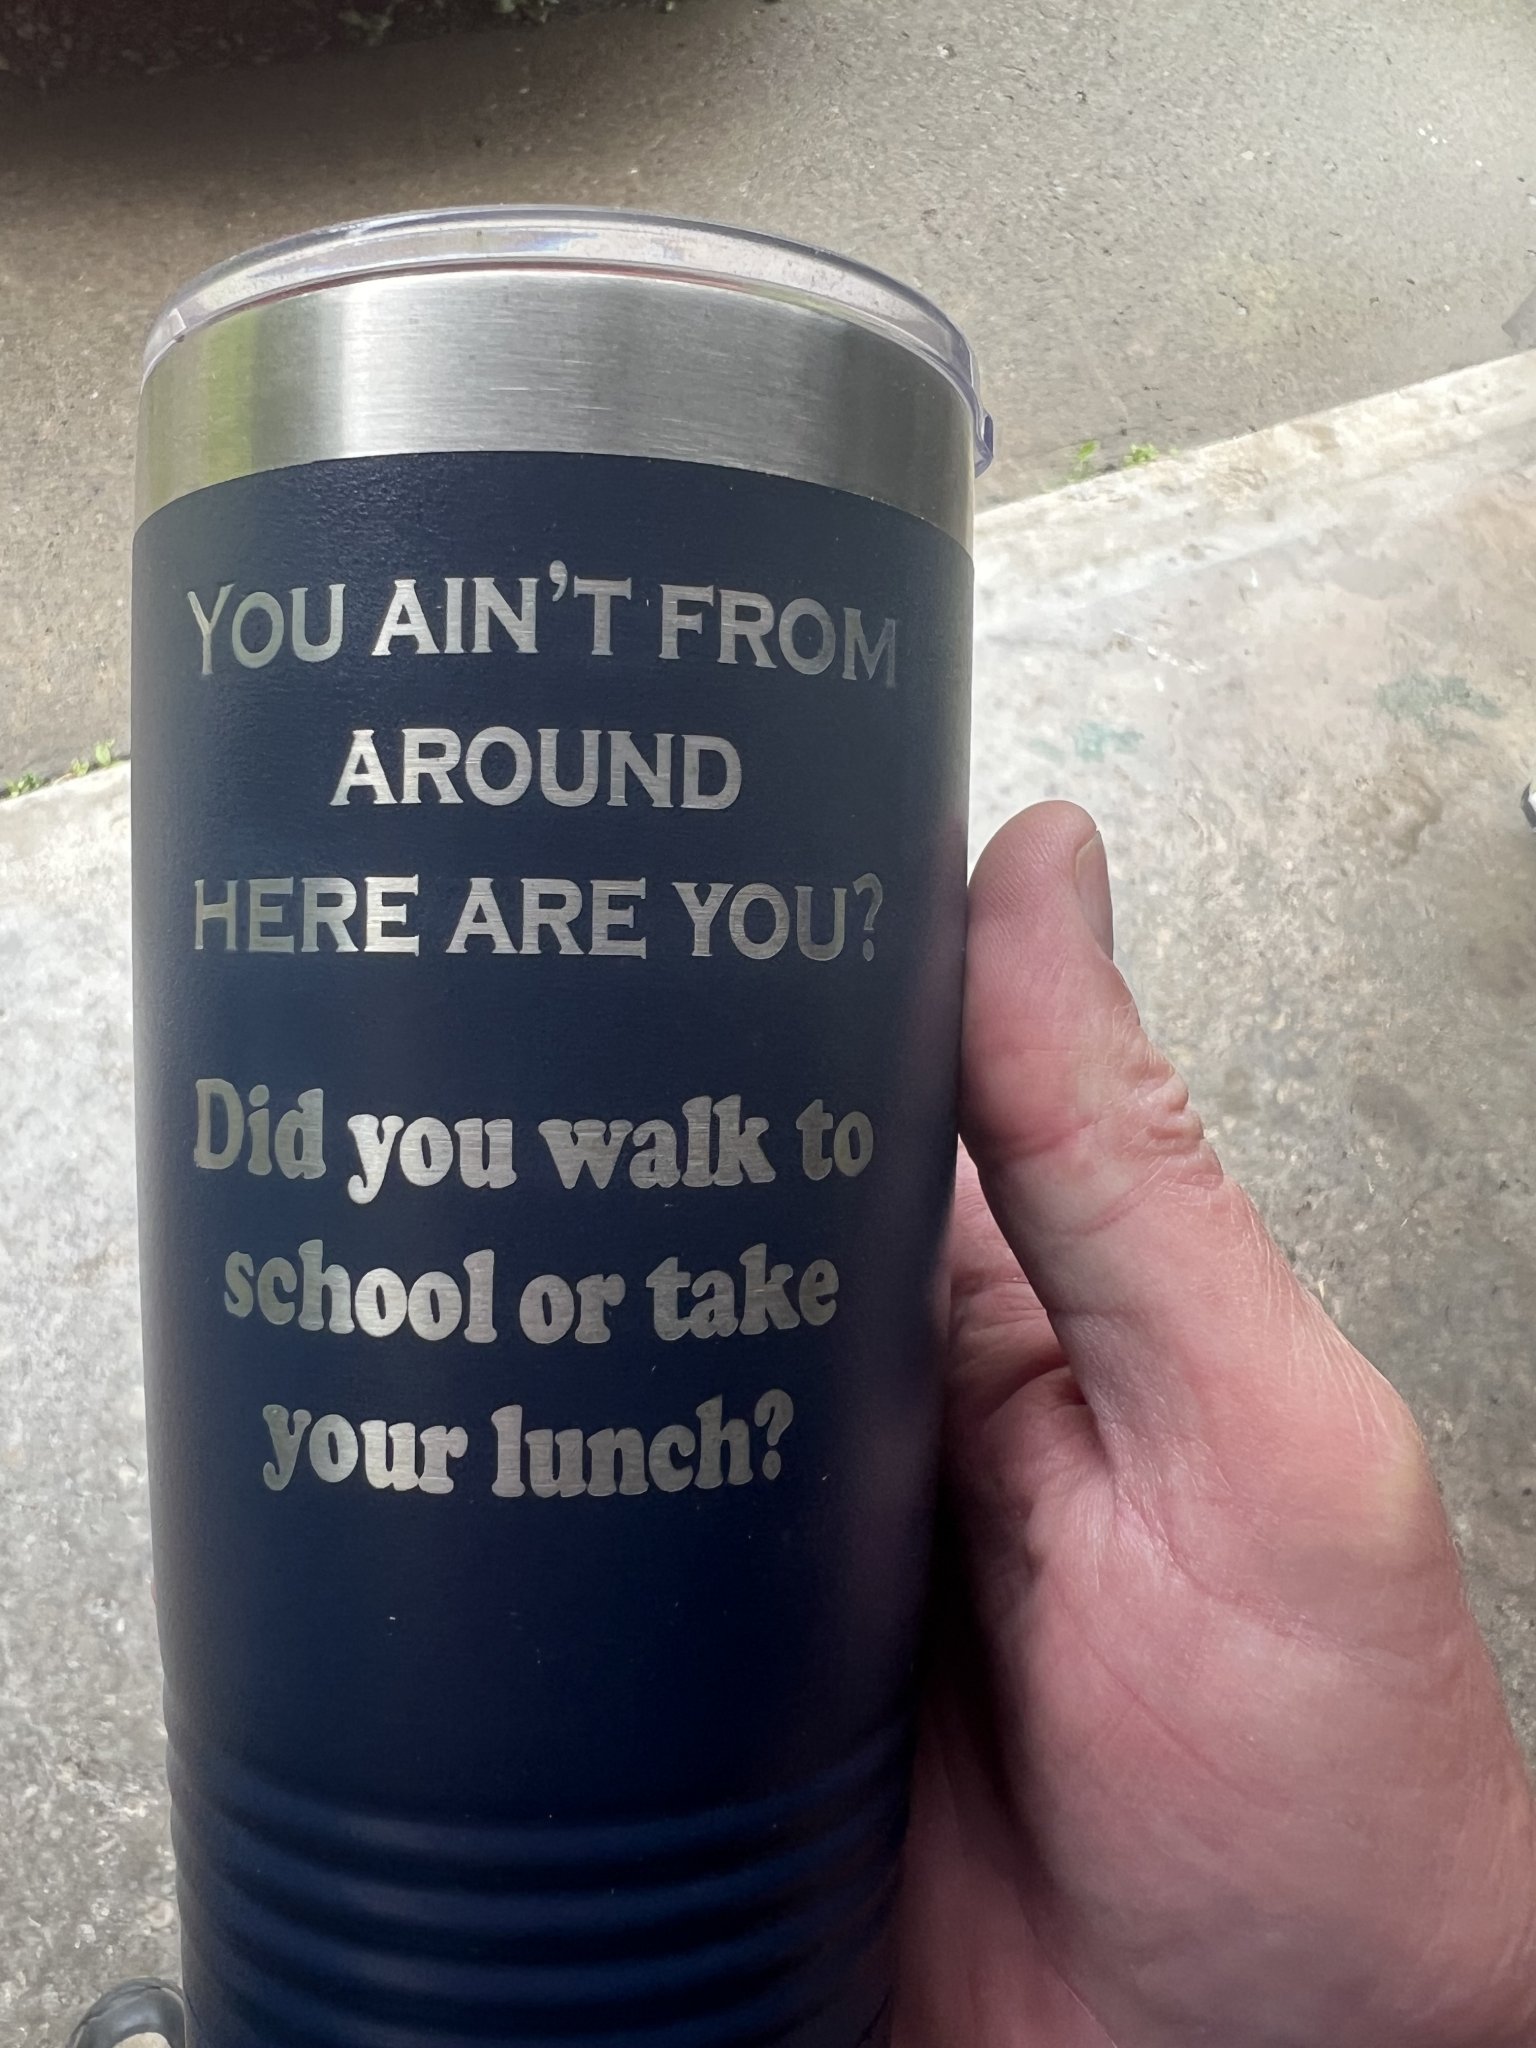 YOU AIN'T FROM
AROUND
HERE ARE YOU?
Did you walk to
school or take
your lunch?